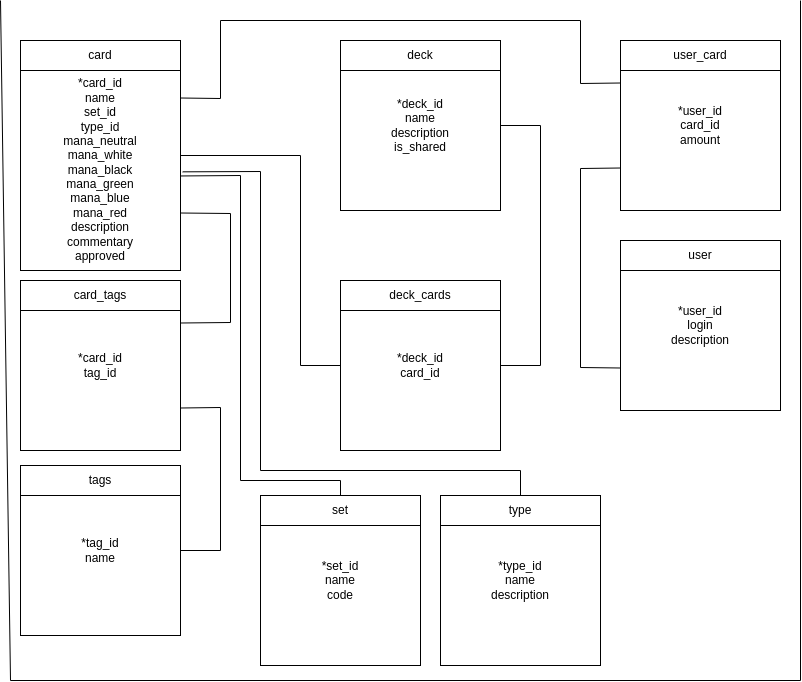 card
*card_id
name
set_id
type_id
mana_neutral
mana_white
mana_black
mana_green
mana_blue
mana_red
description
commentary
approved
deck
*deck_id
name
description
is_shared
user_card
*user_id
card_id
amount
card_tags
*card_id
tag_id
deck_cards
*deck_id
card_id
user
*user_id
login
description
tags
*tag_id
name
set
*set_id
name
code
type
*type_id
name
description